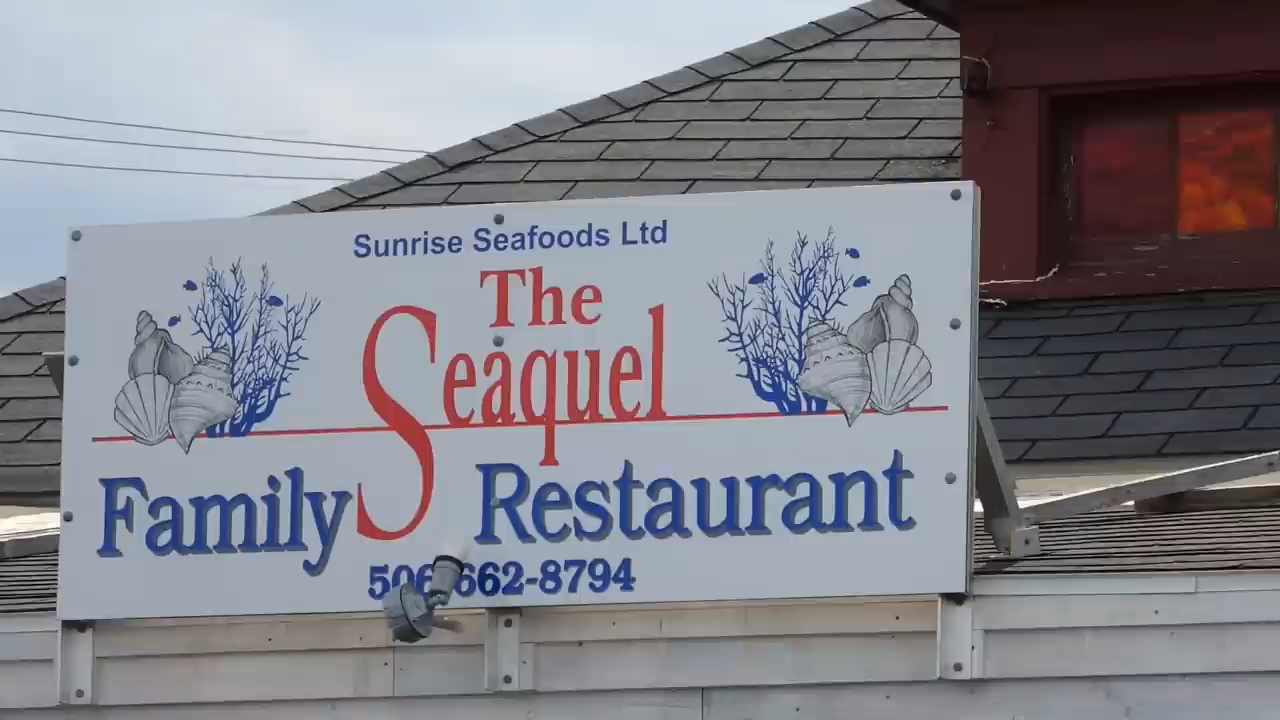 Sunrise Seafoods Ltd
The
Seaquel
Family Restaurant
506 662-8794